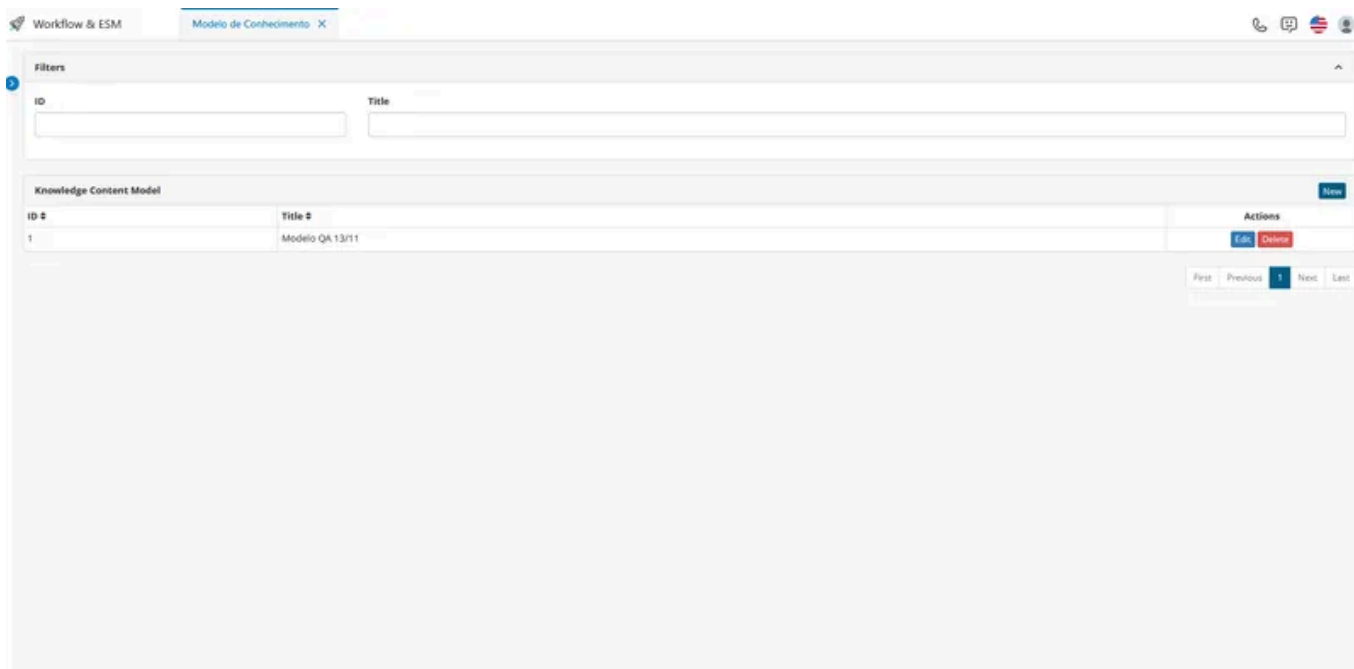 Workflow & ESM Modelo de Conhecimento X
Filters
ID Title
Knowledge Content Model New
ID Title Actions
1 Modelo QA 13/11 Edit Delete
First Previous 1 Next Last